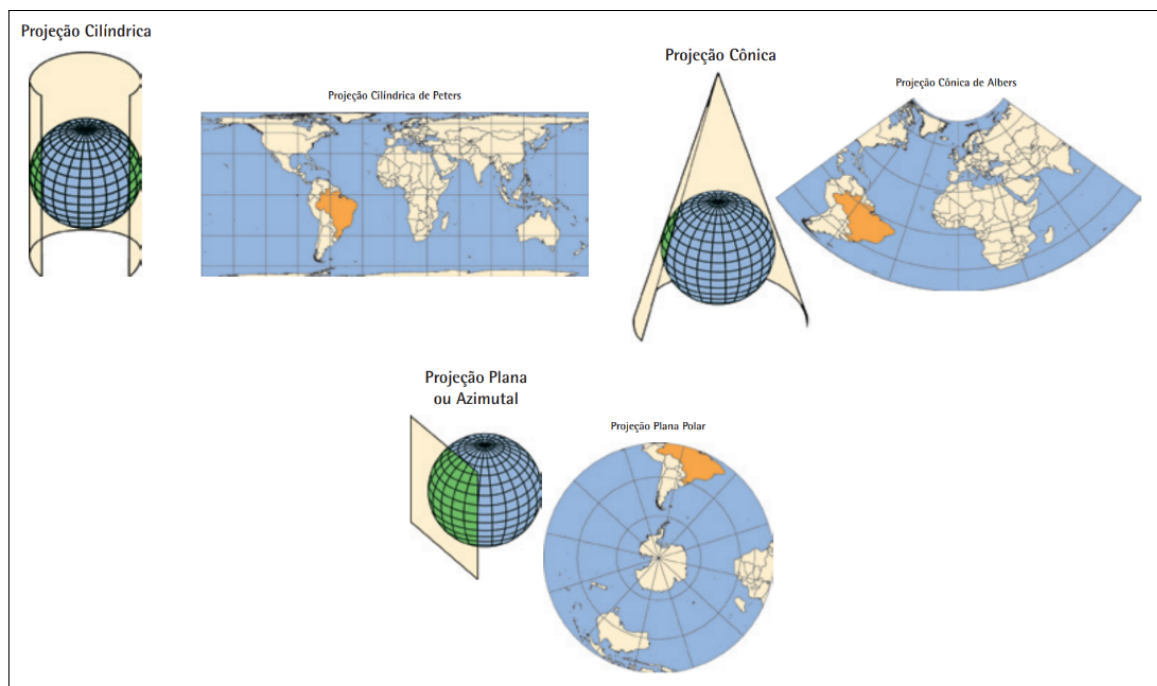 Projeção Cilíndrica
Projeção Cilíndrica de Peters
Projeção Cônica
Projeção Cônica de Albers
Projeção Plana
ou Azimutal
Projeção Plana Polar